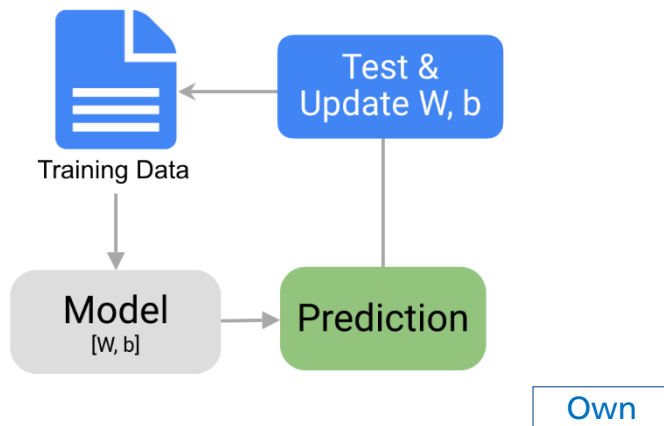 Test &
Update W, b
Training Data
Model
[W, b]
Prediction
Own